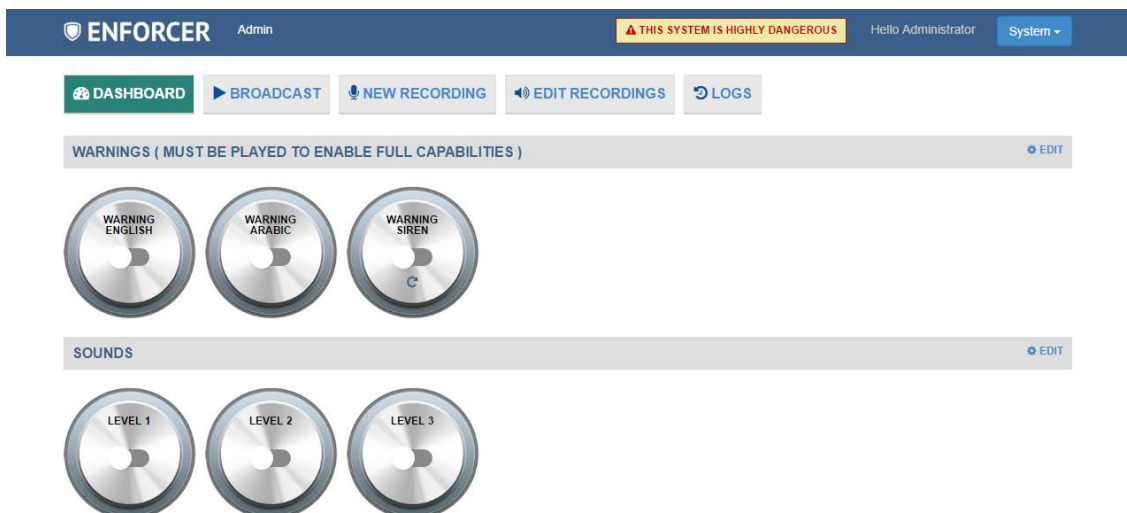 ENFORCER Admin THIS SYSTEM IS HIGHLY DANGEROUS Hello Administrator System
DASHBOARD BROADCAST NEW RECORDING EDIT RECORDINGS LOGS
WARNINGS ( MUST BE PLAYED TO ENABLE FULL CAPABILITIES ) EDIT
WARNING ENGLISH
WARNING ARABIC
WARNING SIREN
SOUNDS EDIT
LEVEL 1 LEVEL 2 LEVEL 3